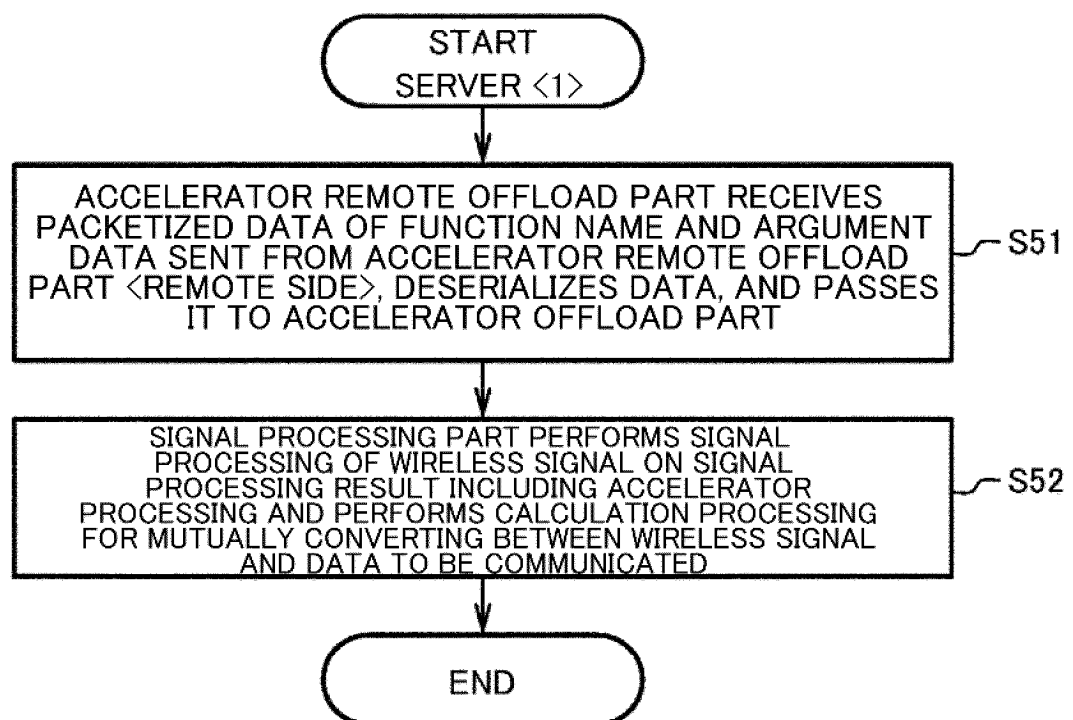 START
SERVER <1>
ACCELERATOR REMOTE OFFLOAD PART RECEIVES
PACKETIZED DATA OF FUNCTION NAME AND ARGUMENT
DATA SENT FROM ACCELERATOR REMOTE OFFLOAD
PART <REMOTE SIDE>, DESERIALIZES DATA, AND PASSES
IT TO ACCELERATOR OFFLOAD PART
S51
SIGNAL PROCESSING PART PERFORMS SIGNAL
PROCESSING OF WIRELESS SIGNAL ON SIGNAL
PROCESSING RESULT INCLUDING ACCELERATOR
PROCESSING AND PERFORMS CALCULATION PROCESSING
FOR MUTUALLY CONVERTING BETWEEN WIRELESS SIGNAL
AND DATA TO BE COMMUNICATED
S52
END